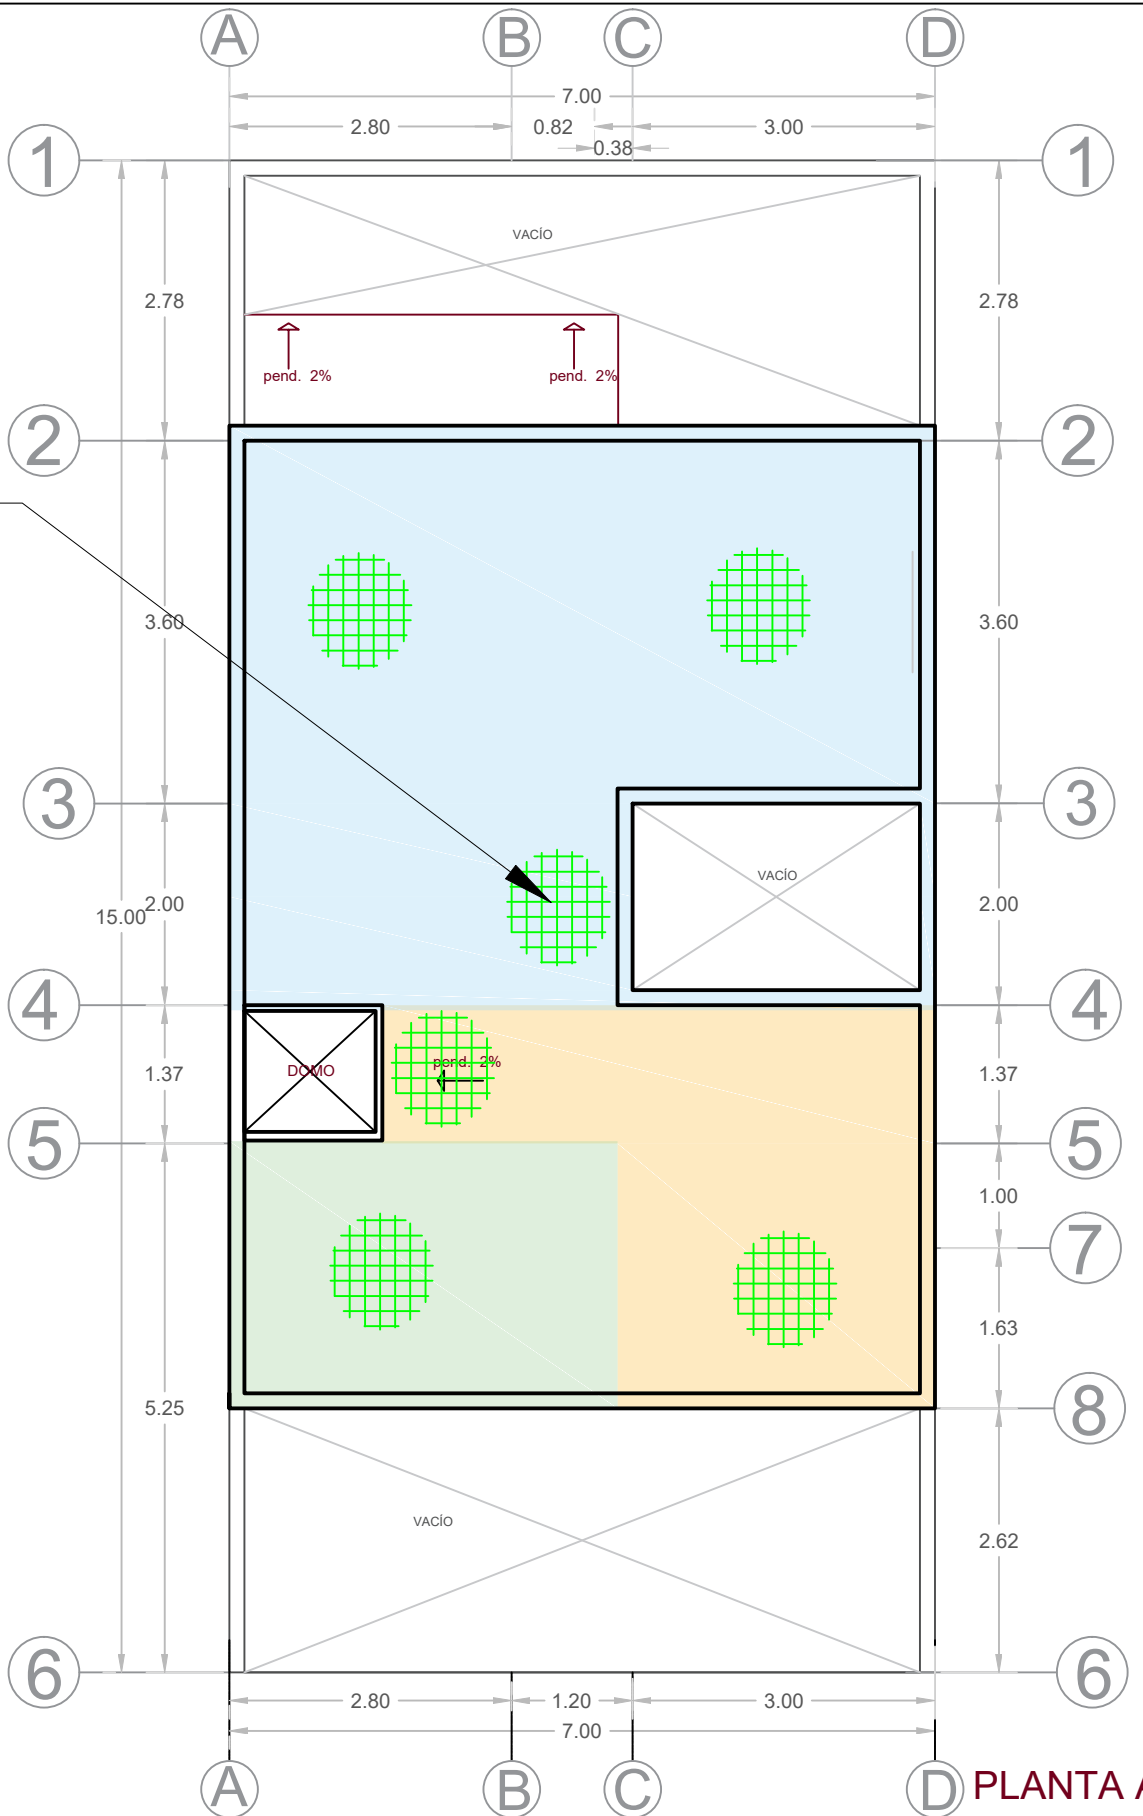 A B C D
7.00
2.80 0.82 3.00
0.38
1 1
VACÍO
2.78 2.78
pend. 2% pend. 2%
2 2
3.60 3.60
3 3
VACÍO
15.00 2.00 2.00
4 4
DOMO pend. 2%
1.37 1.37
5 5
1.00
7
1.63
5.25 8
VACÍO
2.62
6 6
2.80 1.20 3.00
7.00
A B C D PLANTA A